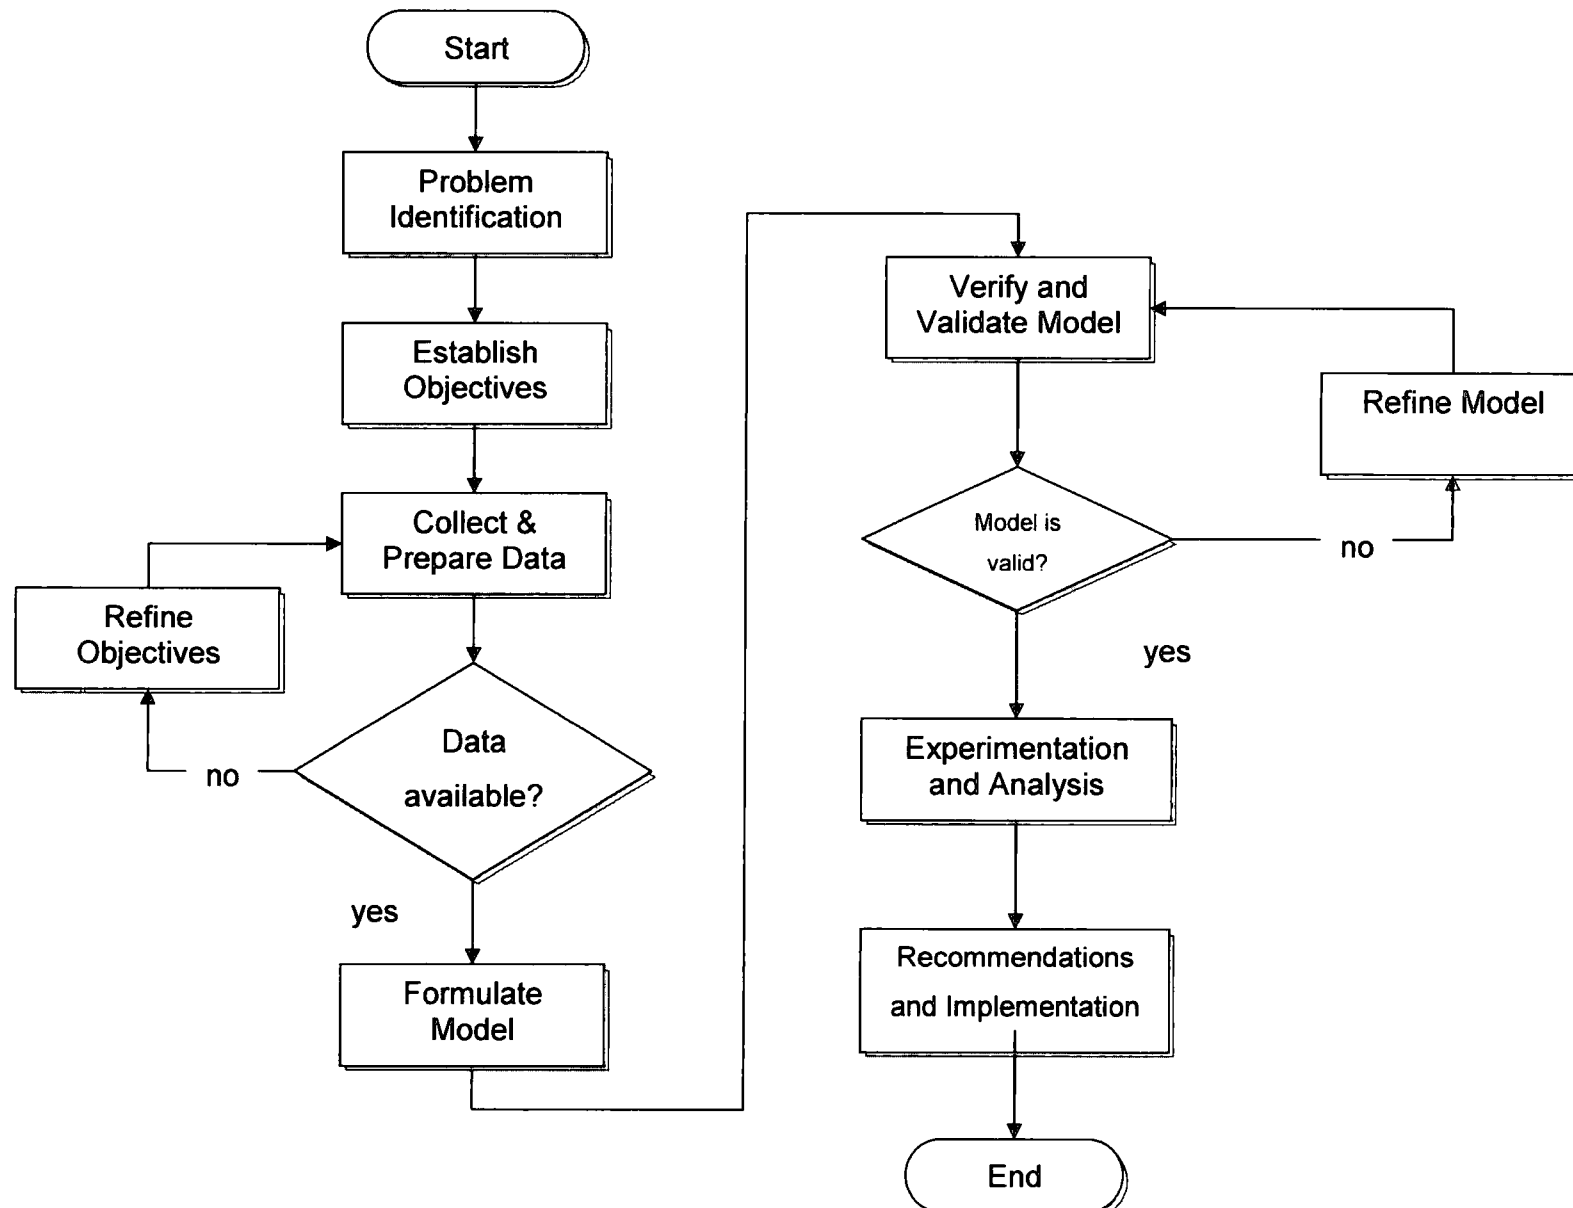 Start
Problem
Identification
Establish
Objectives
Collect &
Prepare Data
Refine
Objectives
Data
available?
no
yes
Formulate
Model
Verify and
Validate Model
Refine Model
Model is
valid?
no
yes
Experimentation
and Analysis
Recommendations
and Implementation
End